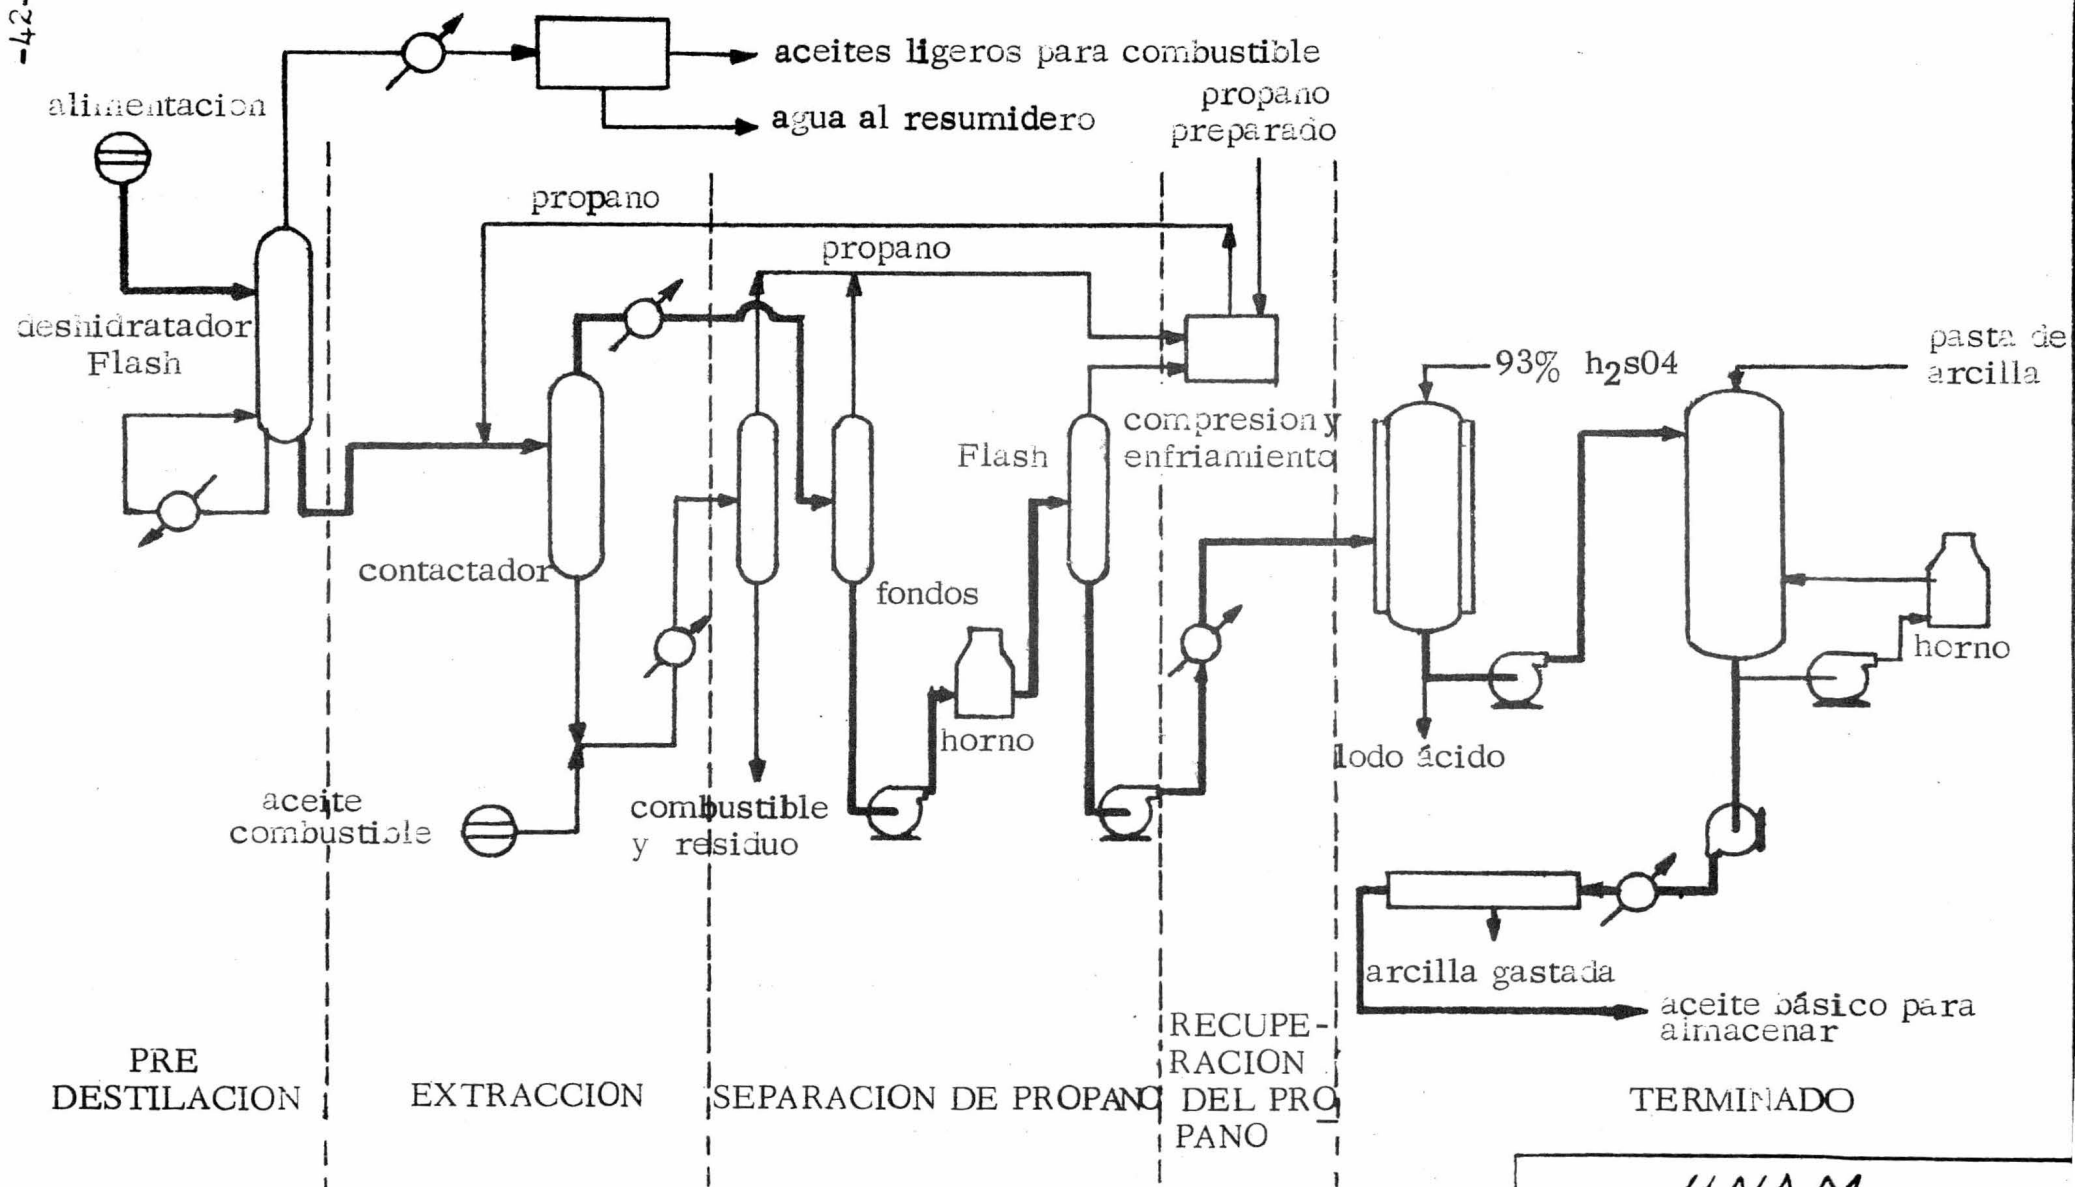 -42-
aceites ligeros para combustible
agua al resumidero
alimentacion
propano
preparado
propano
propano
deshidratador
Flash
93% h2s04
pasta de
arcilla
compresion y
enfriamiento
Flash
contactador
fondos
horno
horno
lodo ácido
aceite
combustible
combustible
y residuo
arcilla gastada
aceite básico para
almacenar
PRE
DESTILACION
EXTRACCION
SEPARACION DE PROPANO
RECUPE-
RACION
DEL PRO
PANO
TERMINADO
UNAM